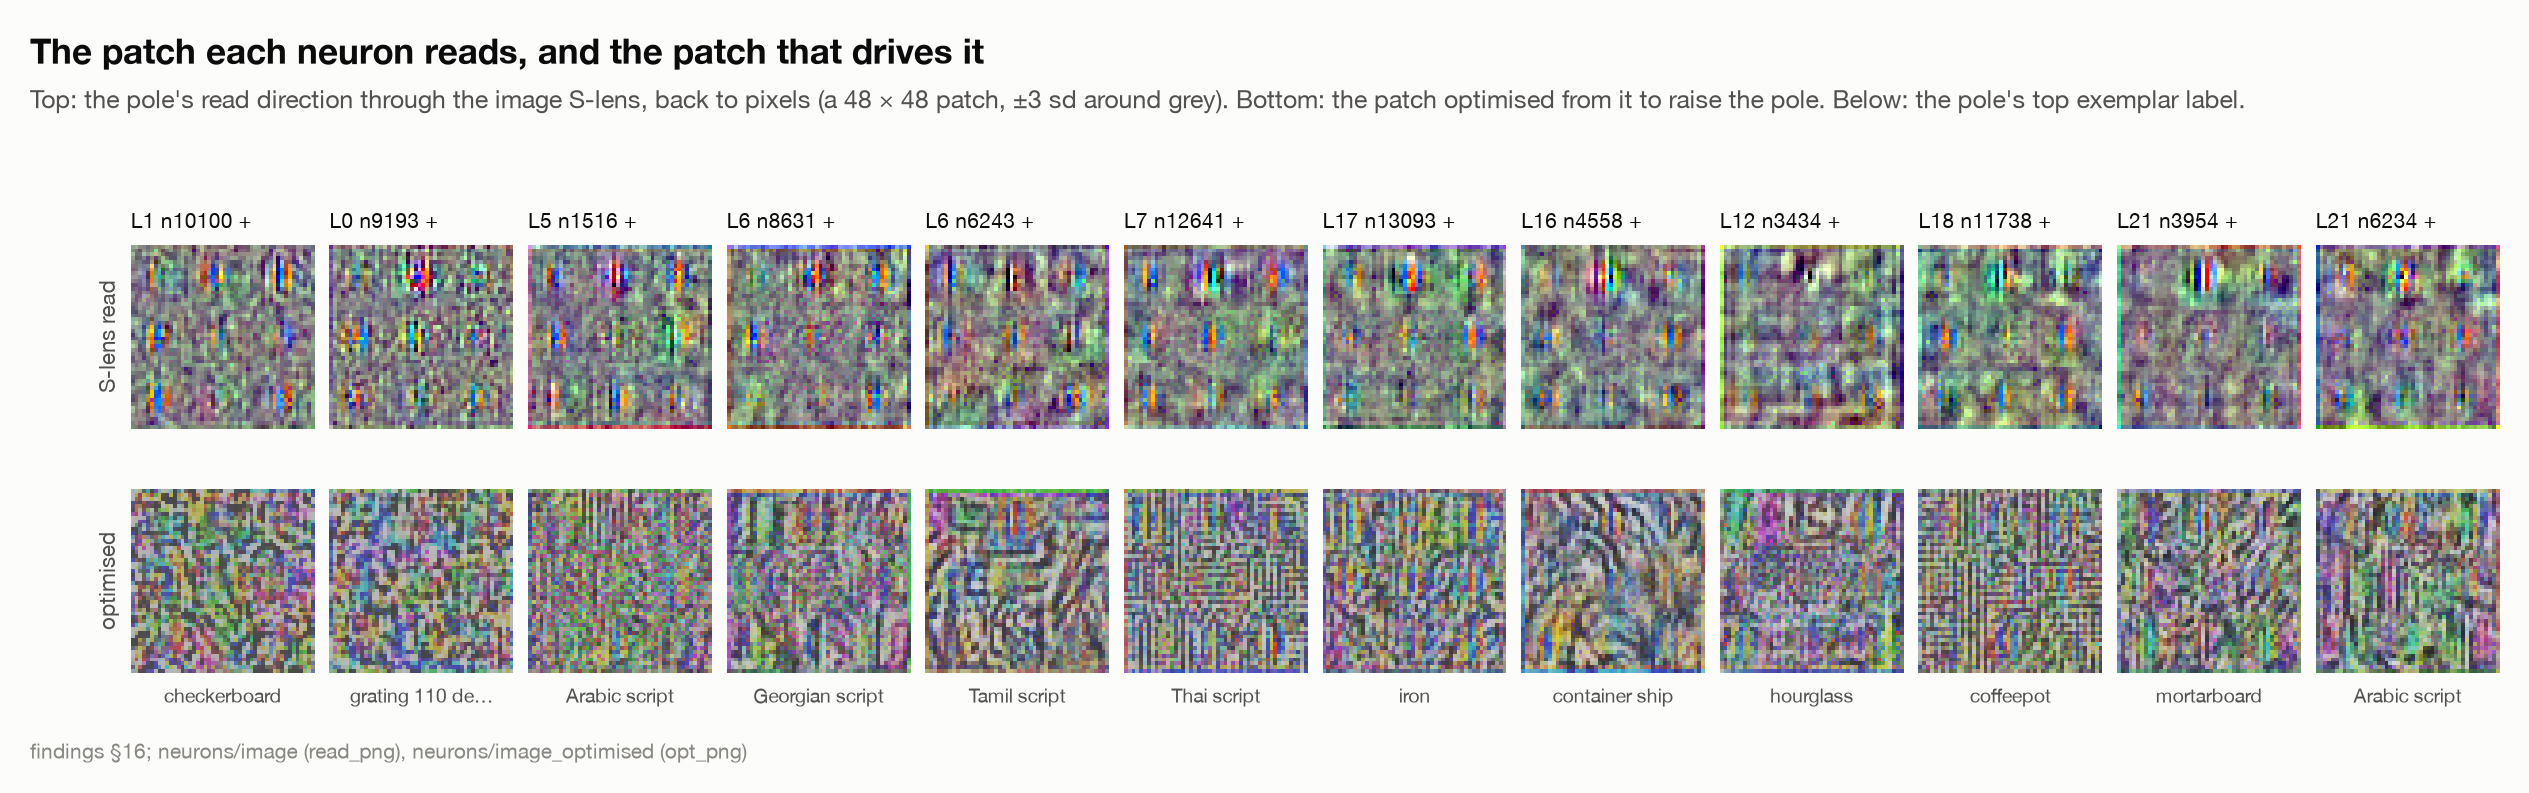 The patch each neuron reads, and the patch that drives it
Top: the pole's read direction through the image S-lens, back to pixels (a 48 × 48 patch, ±3 sd around grey). Bottom: the patch optimised from it to raise the pole. Below: the pole's top exemplar label.
L1 n10100 + L0 n9193 + L5 n1516 + L6 n8631 + L6 n6243 + L7 n12641 + L17 n13093 + L16 n4558 + L12 n3434 + L18 n11738 + L21 n3954 + L21 n6234 +
S-lens read
optimised
checkerboard grating 110 de… Arabic script Georgian script Tamil script Thai script iron container ship hourglass coffeepot mortarboard Arabic script
findings §16; neurons/image (read_png), neurons/image_optimised (opt_png)